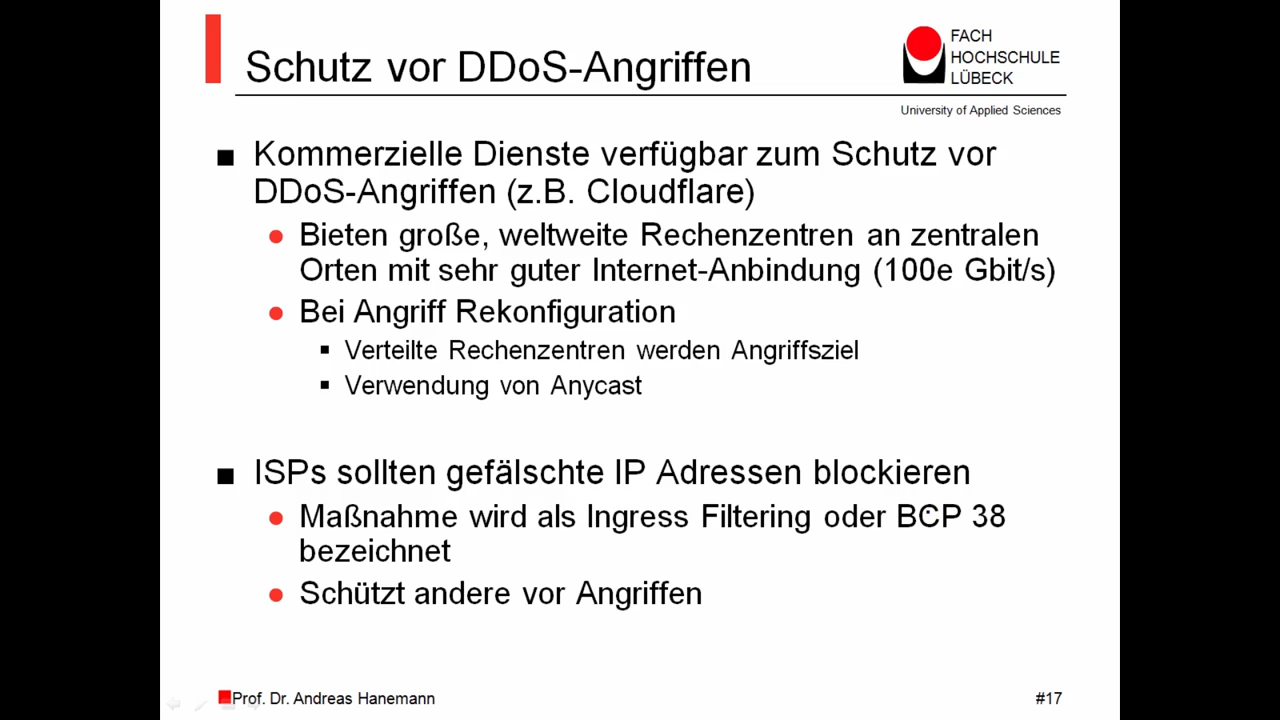 Schutz vor DDoS-Angriffen
FACH
HOCHSCHULE
LÜBECK
University of Applied Sciences
Kommerzielle Dienste verfügbar zum Schutz vor
DDoS-Angriffen (z.B. Cloudflare)
Bieten große, weltweite Rechenzentren an zentralen
Orten mit sehr guter Internet-Anbindung (100e Gbit/s)
Bei Angriff Rekonfiguration
Verteilte Rechenzentren werden Angriffsziel
Verwendung von Anycast
ISPs sollten gefälschte IP Adressen blockieren
Maßnahme wird als Ingress Filtering oder BCP 38
bezeichnet
Schützt andere vor Angriffen
Prof. Dr. Andreas Hanemann
#17